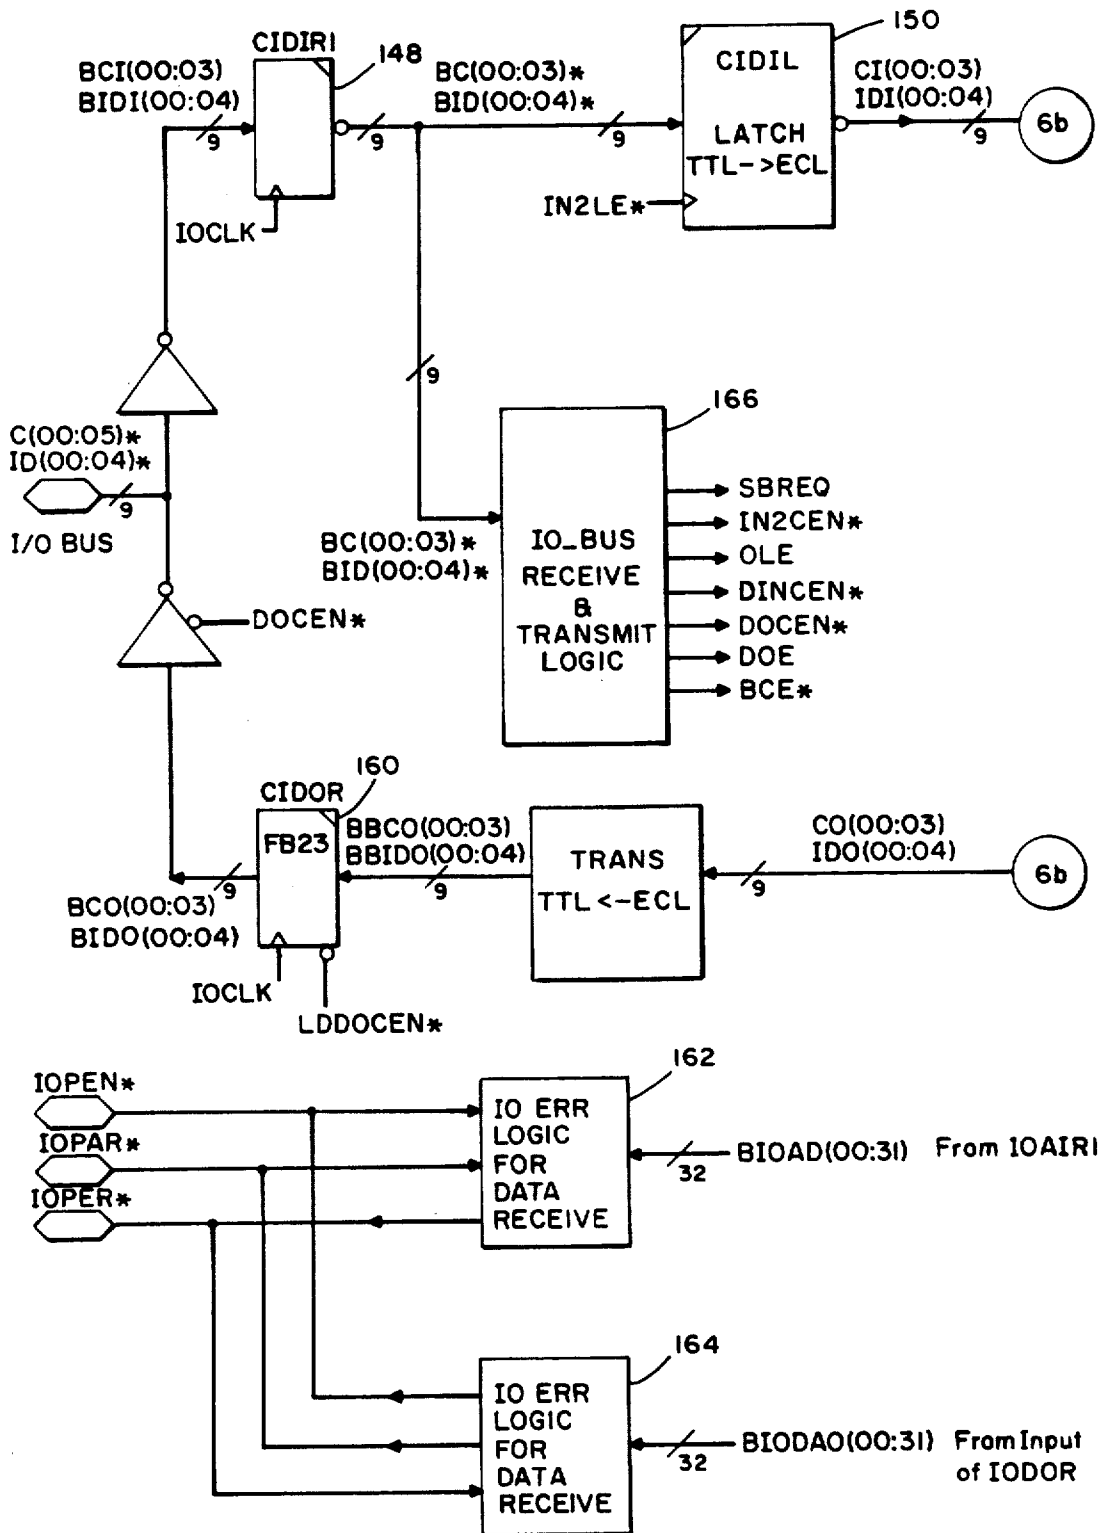 150
CIDIRI
148
BCI(00:03)
BIDI(00:04)
9
9
BC(00:03)*
BID(00:04)*
9
CIDIL
LATCH
TTL->ECL
CI(00:03)
IDI(00:04)
9
6b
IOCLK
IN2LE*
9
166
C(00:05)*
ID(00:04)*
9
I/O BUS
BC(00:03)*
BID(00:04)*
IO_BUS
RECEIVE
&
TRANSMIT
LOGIC
SBREQ
IN2CEN*
OLE
DINCEN*
DOCEN*
DOE
BCE*
DOCEN*
160
CIDOR
FB23
BBCO(00:03)
BBIDO(00:04)
9
TRANS
TTL<-ECL
CO(00:03)
IDO(00:04)
9
6b
9
BCO(00:03)
BIDO(00:04)
IOCLK
LDDOCEN*
162
IOPEN*
IOPAR*
IOPER*
IO ERR
LOGIC
FOR
DATA
RECEIVE
32
BIOAD(00:31) From IOAIRI
164
IO ERR
LOGIC
FOR
DATA
RECEIVE
32
BIODAO(00:31) From Input
of IODOR